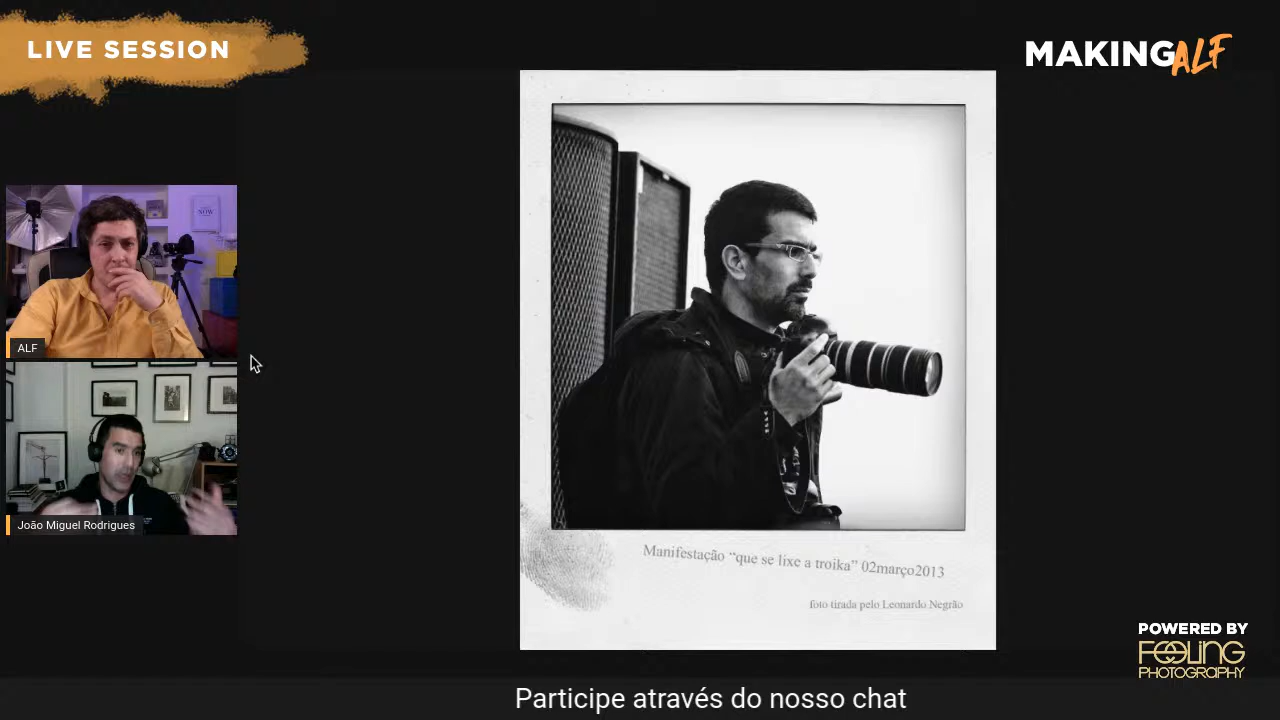 LIVE SESSION
MAKINGALF
NOW
ALF
João Miguel Rodrigues
Manifestação “que se lixe a troika” 02março2013
foto tirada pelo Leonardo Negrão
POWERED BY
FEELING
PHOTOGRAPHY
Participe através do nosso chat